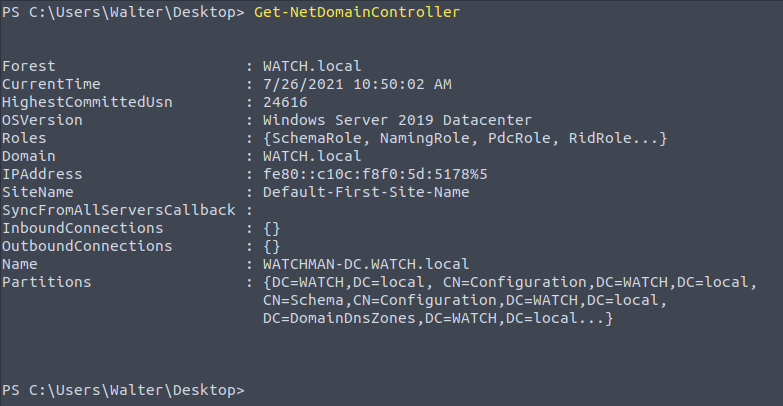 PS C:\Users\Walter\Desktop> Get-NetDomainController
Forest                     : WATCH.local
CurrentTime                : 7/26/2021 10:50:02 AM
HighestCommittedUsn        : 24616
OSVersion                  : Windows Server 2019 Datacenter
Roles                      : {SchemaRole, NamingRole, PdcRole, RidRole...}
Domain                     : WATCH.local
IPAddress                  : fe80::c10c:f8f0:5d:5178%5
SiteName                   : Default-First-Site-Name
SyncFromAllServersCallback :
InboundConnections         : {}
OutboundConnections        : {}
Name                       : WATCHMAN-DC.WATCH.local
Partitions                 : {DC=WATCH,DC=local, CN=Configuration,DC=WATCH,DC=local,
                             CN=Schema,CN=Configuration,DC=WATCH,DC=local,
                             DC=DomainDnsZones,DC=WATCH,DC=local...}
PS C:\Users\Walter\Desktop>